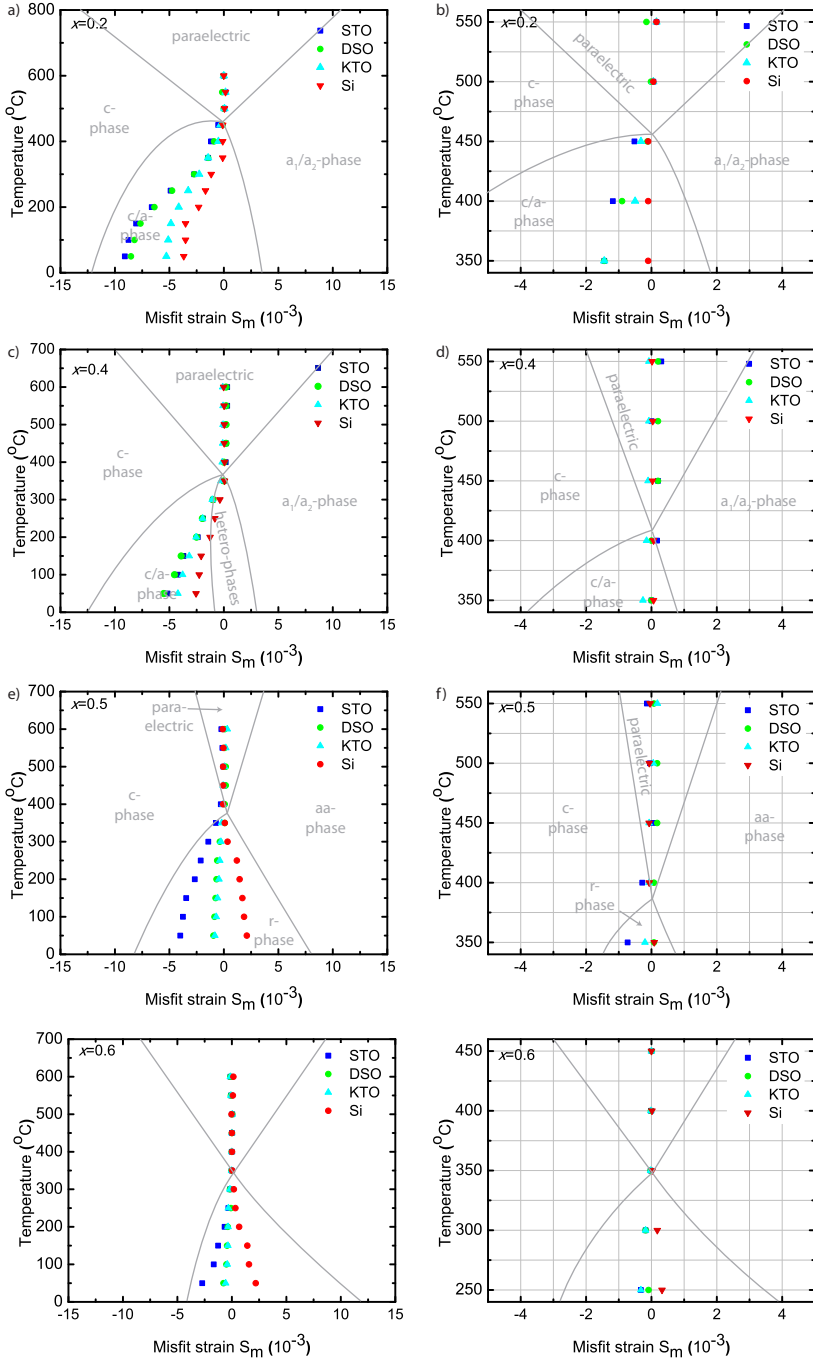 a)
x=0.2
paraelectric
c-
phase
a1/a2-phase
c/a-
phase
STO
DSO
KTO
Si
Temperature (°C)
800
600
400
200
0
-15 -10 -5 0 5 10 15
Misfit strain Sm (10-3)
b)
x=0.2
paraelectric
c-
phase
a1/a2-phase
c/a-
phase
STO
DSO
KTO
Si
Temperature (°C)
550
500
450
400
350
-4 -2 0 2 4
Misfit strain Sm (10-3)
c)
x=0.4
paraelectric
c-
phase
a1/a2-phase
hetero-phases
c/a-
phase
STO
DSO
KTO
Si
Temperature (°C)
700
600
500
400
300
200
100
0
-15 -10 -5 0 5 10 15
Misfit strain Sm (10-3)
d)
x=0.4
paraelectric
c-
phase
a1/a2-phase
c/a-
phase
STO
DSO
KTO
Si
Temperature (°C)
550
500
450
400
350
-4 -2 0 2 4
Misfit strain Sm (10-3)
e)
x=0.5
para-
electric
c-
phase
aa-
phase
r-
phase
STO
DSO
KTO
Si
Temperature (°C)
700
600
500
400
300
200
100
0
-15 -10 -5 0 5 10 15
Misfit strain Sm (10-3)
f)
x=0.5
paraelectric
c-
phase
aa-
phase
r-
phase
STO
DSO
KTO
Si
Temperature (°C)
550
500
450
400
350
-4 -2 0 2 4
Misfit strain Sm (10-3)
x=0.6
STO
DSO
KTO
Si
Temperature (°C)
700
600
500
400
300
200
100
0
-15 -10 -5 0 5 10 15
Misfit strain Sm (10-3)
x=0.6
STO
DSO
KTO
Si
Temperature (°C)
450
400
350
300
250
-4 -2 0 2 4
Misfit strain Sm (10-3)